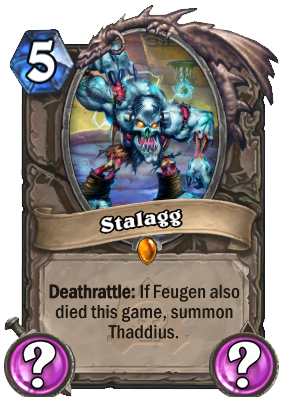 5
Stalagg
Deathrattle: If Feugen also
died this game, summon
Thaddius.
? ?